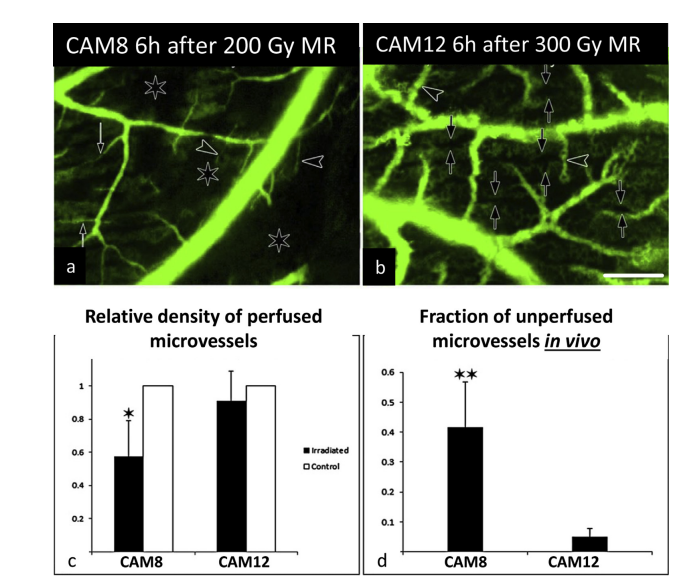 CAM8 6h after 200 Gy MR
CAM12 6h after 300 Gy MR
a
b
Relative density of perfused
microvessels
1
0.8
0.6
0.4
0.2
CAM8
CAM12
Irradiated
Control
c
Fraction of unperfused
microvessels in vivo
0.6
0.5
0.4
0.3
0.2
0.1
CAM8
CAM12
d